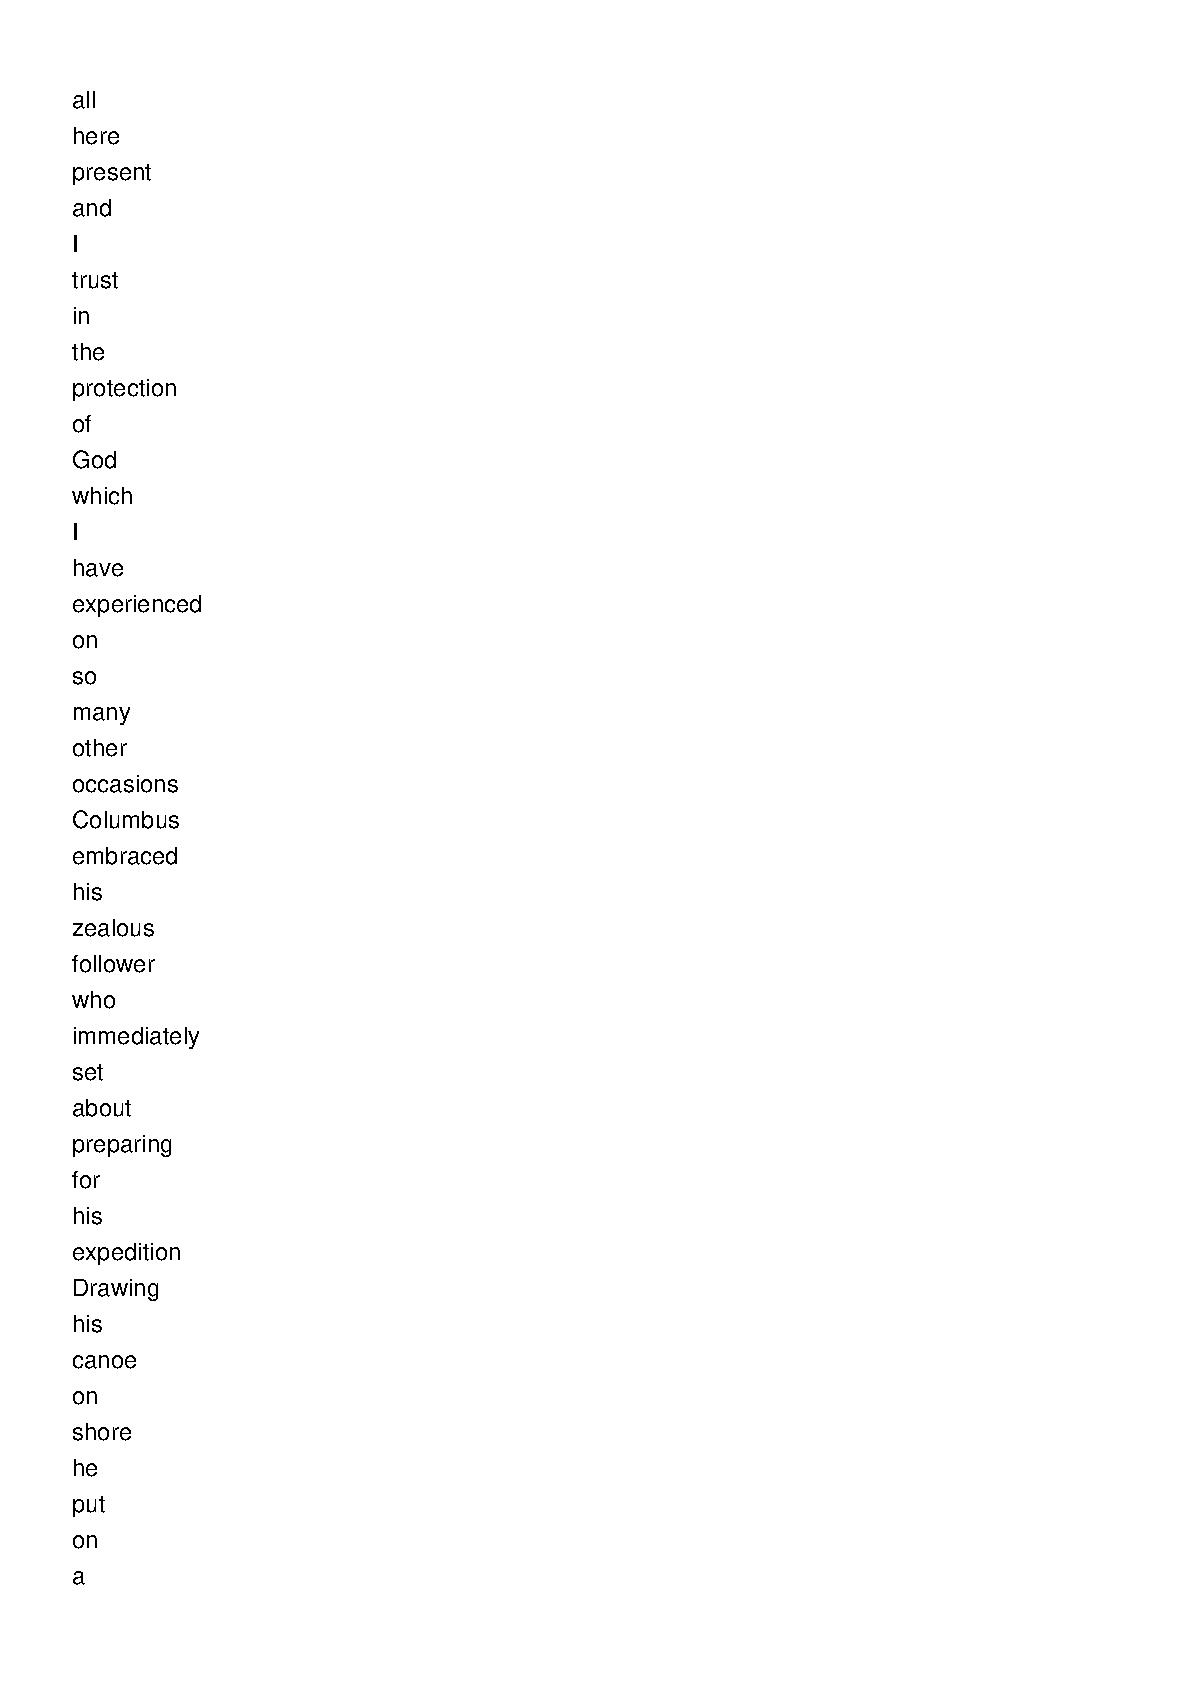 all
here
present
and
I
trust
in
the
protection
of
God
which
I
have
experienced
on
so
many
other
occasions
Columbus
embraced
his
zealous
follower
who
immediately
set
about
preparing
for
his
expedition
Drawing
his
canoe
on
shore
he
put
on
a